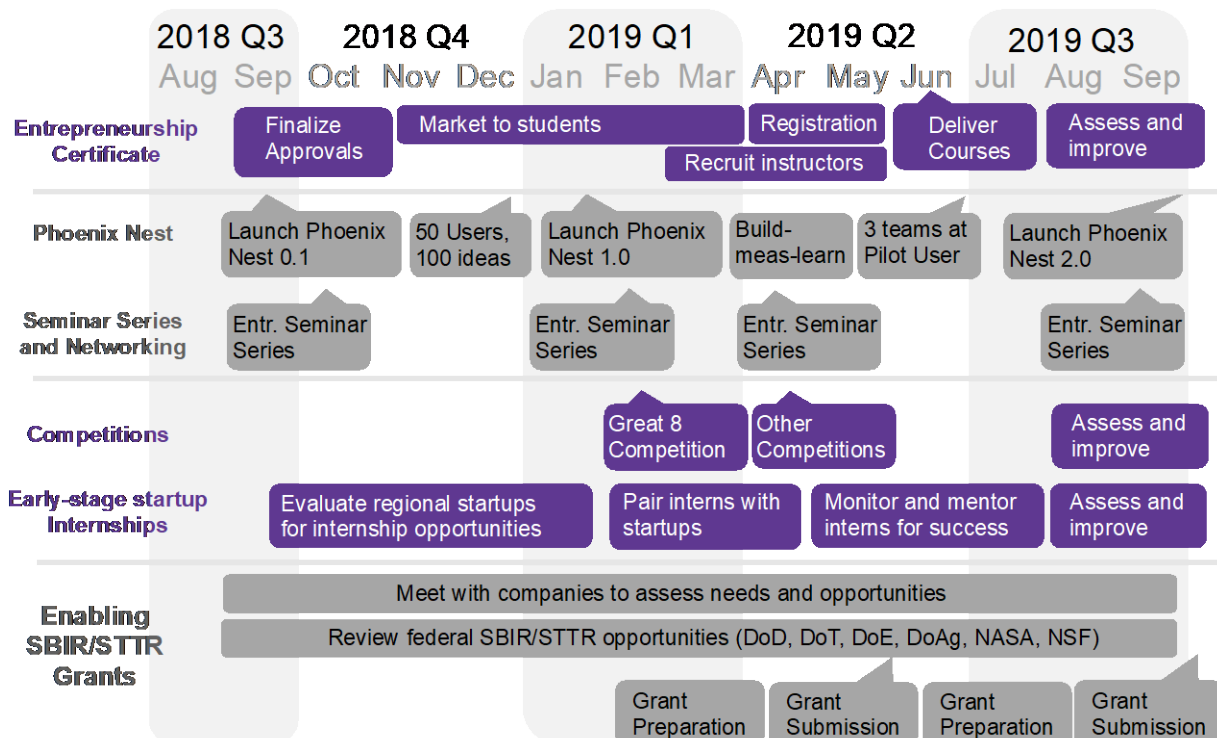 2018 Q3
2018 Q4
2019 Q1
2019 Q2
2019 Q3
Aug Sep Oct Nov Dec Jan Feb Mar Apr May Jun Jul Aug Sep
Entrepreneurship
Certificate
Finalize
Approvals
Market to students
Registration
Recruit instructors
Deliver
Courses
Assess and
improve
Phoenix Nest
Launch Phoenix
Nest 0.1
50 Users,
100 ideas
Launch Phoenix
Nest 1.0
Build-
meas-learn
3 teams at
Pilot User
Launch Phoenix
Nest 2.0
Seminar Series
and Networking
Entr. Seminar
Series
Entr. Seminar
Series
Entr. Seminar
Series
Entr. Seminar
Series
Competitions
Great 8
Competition
Other
Competitions
Assess and
improve
Early-stage startup
Internships
Evaluate regional startups
for internship opportunities
Pair interns with
startups
Monitor and mentor
interns for success
Assess and
improve
Enabling
SBIR/STTR
Grants
Meet with companies to assess needs and opportunities
Review federal SBIR/STTR opportunities (DoD, DoT, DoE, DoAg, NASA, NSF)
Grant
Preparation
Grant
Submission
Grant
Preparation
Grant
Submission